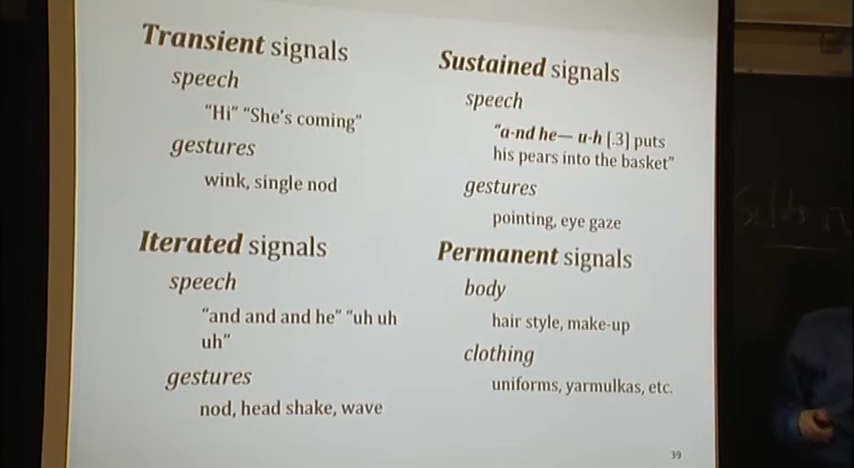 Transient signals
speech
"Hi" "She's coming"
gestures
wink, single nod
Iterated signals
speech
"and and and he" "uh uh
uh"
gestures
nod, head shake, wave
Sustained signals
speech
"a-nd he— u-h [.3] puts
his pears into the basket"
gestures
pointing, eye gaze
Permanent signals
body
hair style, make-up
clothing
uniforms, yarmulkas, etc.
39